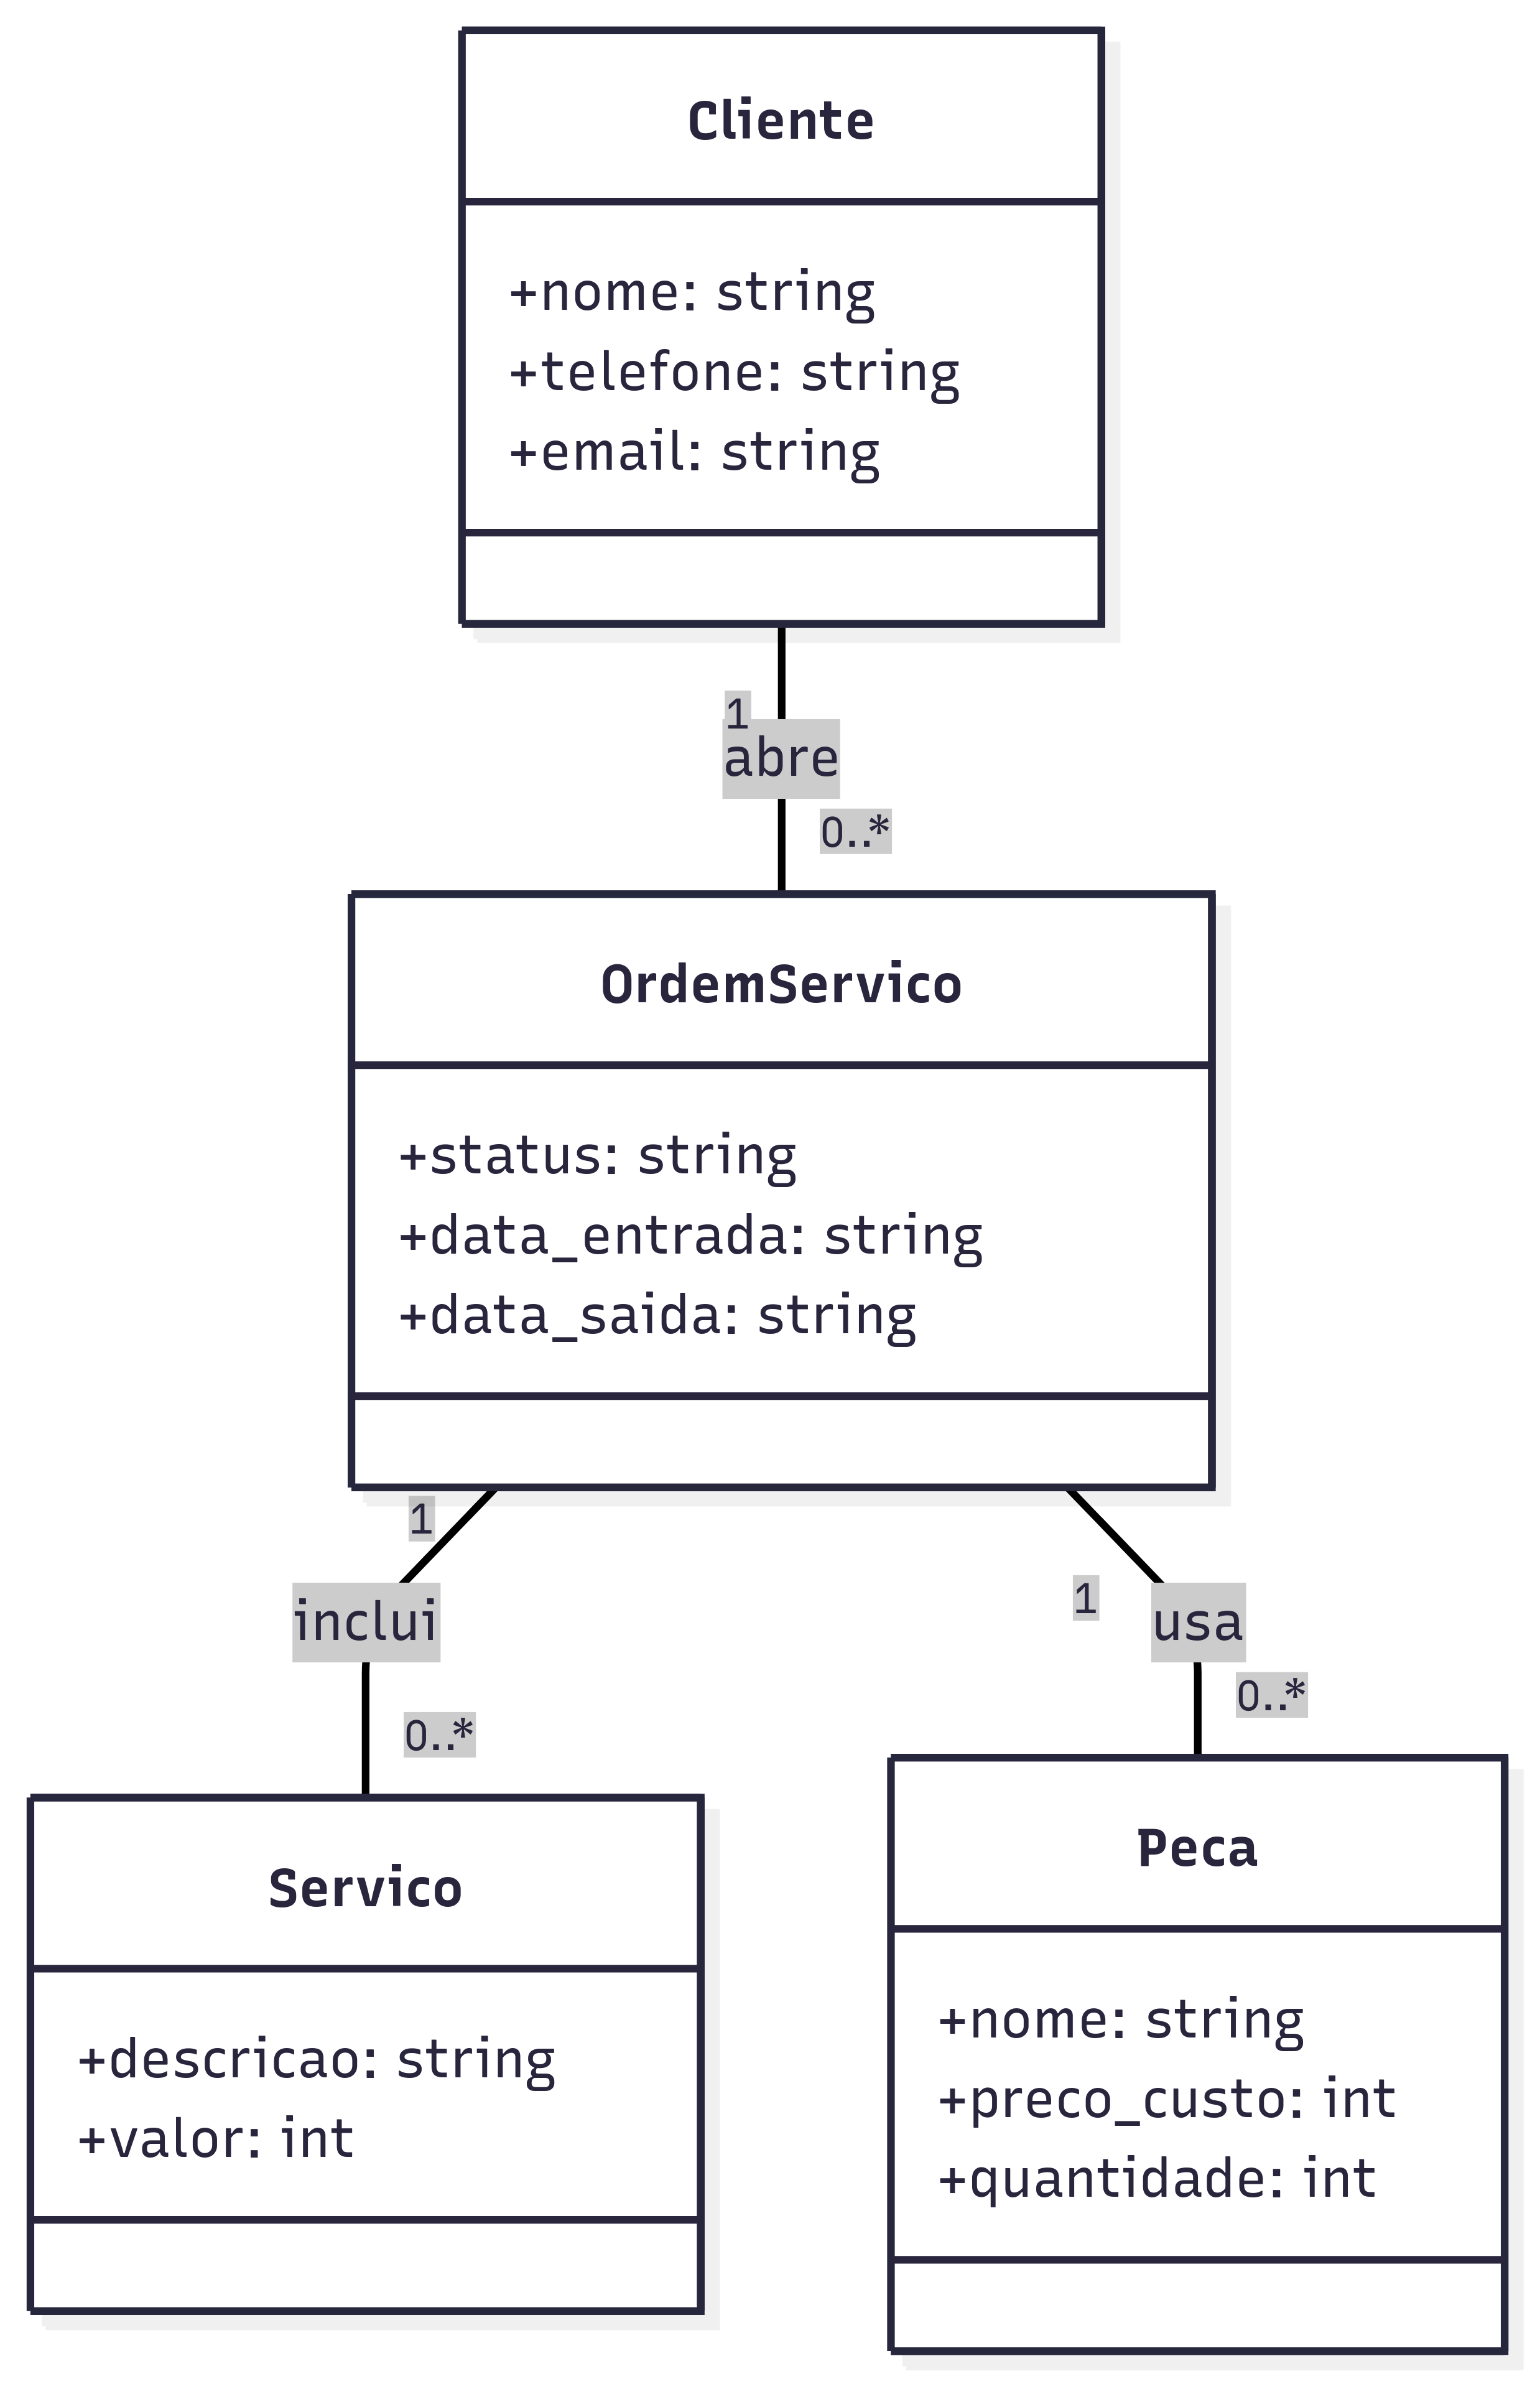 Cliente
+nome: string
+telefone: string
+email: string
1
abre
0..*
OrdemServico
+status: string
+data_entrada: string
+data_saida: string
1
inclui
0..*
1
usa
0..*
Servico
+descricao: string
+valor: int
Peca
+nome: string
+preco_custo: int
+quantidade: int